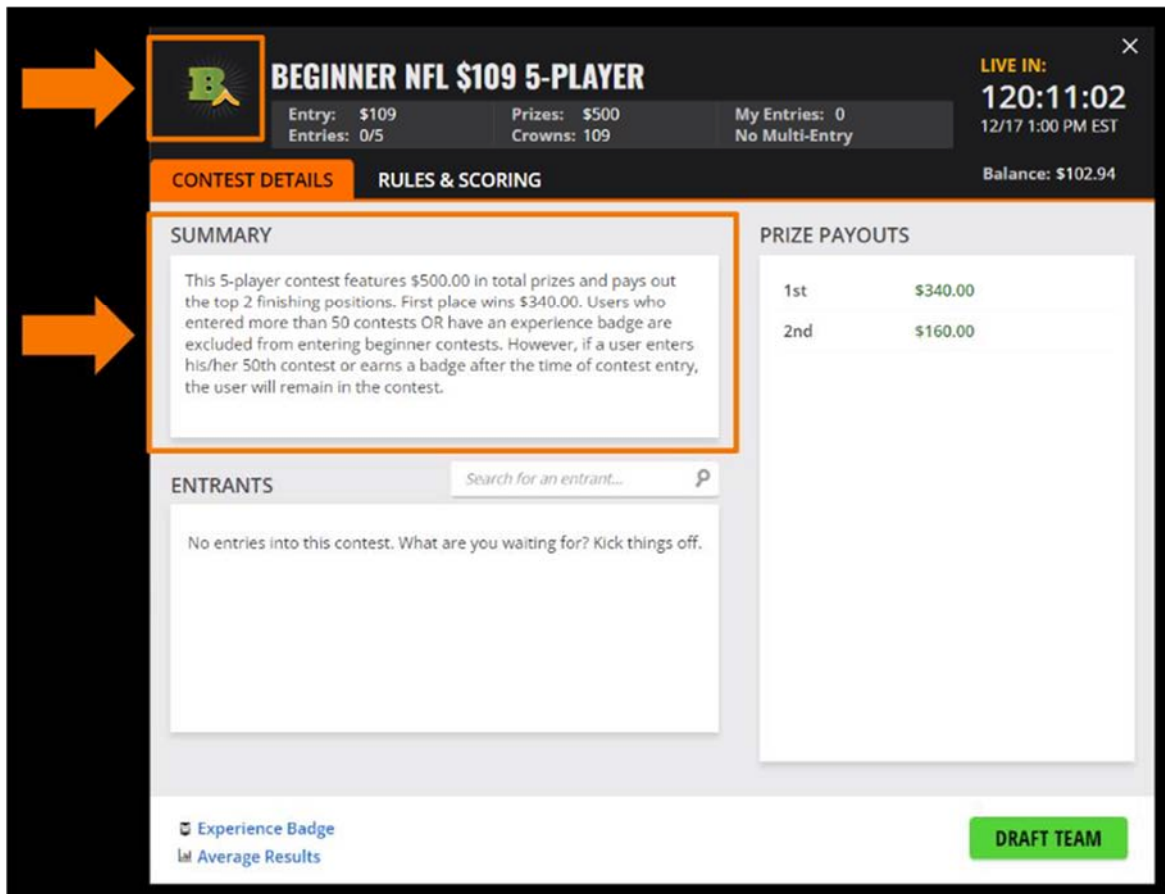 B
BEGINNER NFL $109 5-PLAYER
Entry: $109 Prizes: $500 My Entries: 0
Entries: 0/5 Crowns: 109 No Multi-Entry
LIVE IN:
120:11:02
12/17 1:00 PM EST
CONTEST DETAILS RULES & SCORING Balance: $102.94
SUMMARY
This 5-player contest features $500.00 in total prizes and pays out
the top 2 finishing positions. First place wins $340.00. Users who
entered more than 50 contests OR have an experience badge are
excluded from entering beginner contests. However, if a user enters
his/her 50th contest or earns a badge after the time of contest entry,
the user will remain in the contest.
PRIZE PAYOUTS
1st $340.00
2nd $160.00
ENTRANTS Search for an entrant...
No entries into this contest. What are you waiting for? Kick things off.
Experience Badge
Average Results
DRAFT TEAM